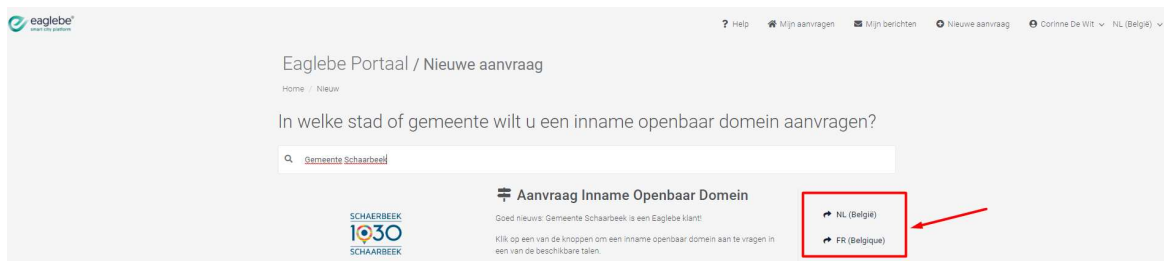 eaglebe®
smart city platform
? Help Mijn aanvragen Mijn berichten Nieuwe aanvraag Corinne De Wit NL (België)
Eaglebe Portaal / Nieuwe aanvraag
Home / Nieuw
In welke stad of gemeente wilt u een inname openbaar domein aanvragen?
Gemeente Schaarbeek
SCHAERBEEK
1030
SCHAARBEEK
Aanvraag Inname Openbaar Domein
Goed nieuws: Gemeente Schaarbeek is een Eaglebe klant!
Klik op een van de knoppen om een inname openbaar domein aan te vragen in
een van de beschikbare talen.
NL (België)
FR (Belgique)